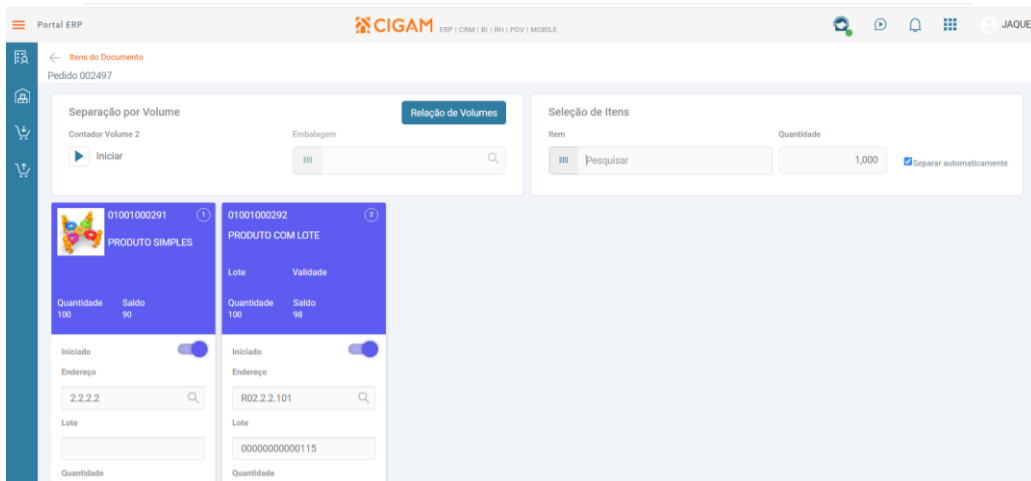 Portal ERP
CIGAM ERP | CRM | BI | RH | PDV | MOBILE
JAQUE
Itens do Documento
Pedido 002497
Separação por Volume
Relação de Volumes
Contador Volume 2
Embalagem
Iniciar
Seleção de Itens
Item
Quantidade
Pesquisar
1,000
Separar automaticamente
01001000291
1
PRODUTO SIMPLES
Quantidade Saldo
100 90
Iniciado
Endereço
2.2.2.2
Lote
Quantidade
01001000292
2
PRODUTO COM LOTE
Lote Validade
Quantidade Saldo
100 98
Iniciado
Endereço
R02.2.2.101
Lote
00000000000115
Quantidade